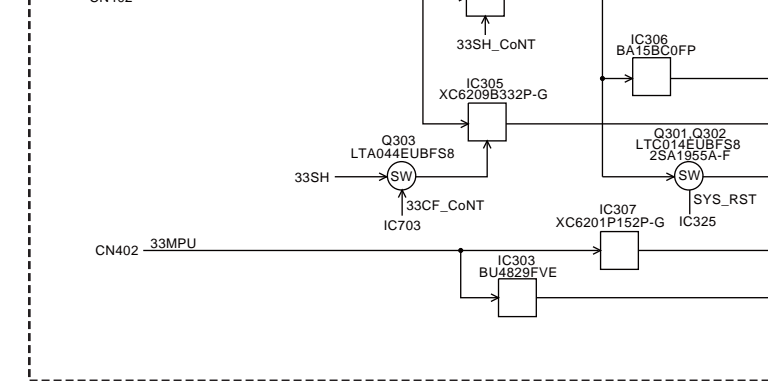 33SH_CoNT
IC306
BA15BC0FP
IC305
XC6209B332P-G
Q303
LTA044EUBFS8
Q301,Q302
LTC014EUBFS8
2SA1955A-F
33SH
SW
SW
33CF_CoNT
SYS_RST
IC703
IC307
IC325
XC6201P152P-G
CN402
33MPU
IC303
BU4829FVE